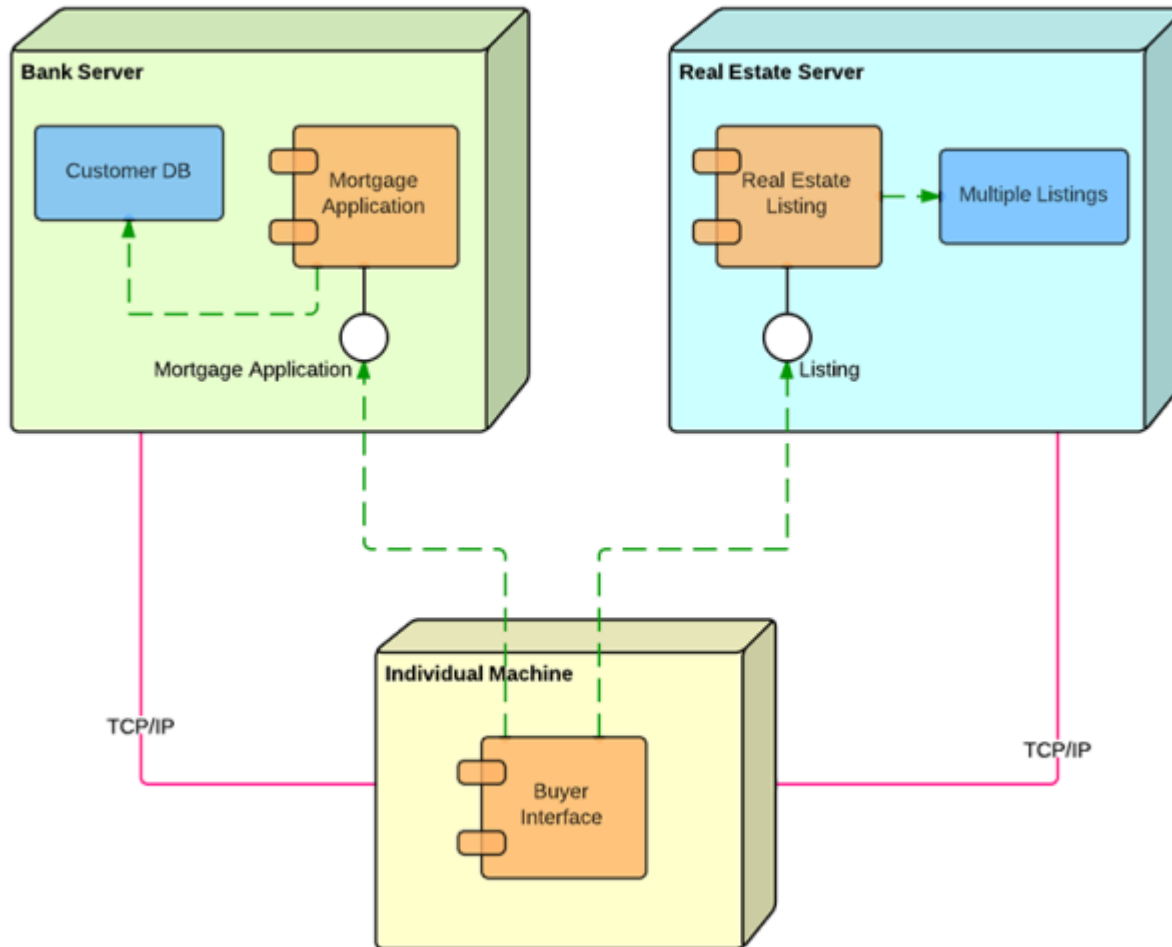 Bank Server
Customer DB
Mortgage
Application
Mortgage Application
Real Estate Server
Real Estate
Listing
Multiple Listings
Listing
TCP/IP
TCP/IP
Individual Machine
Buyer
Interface